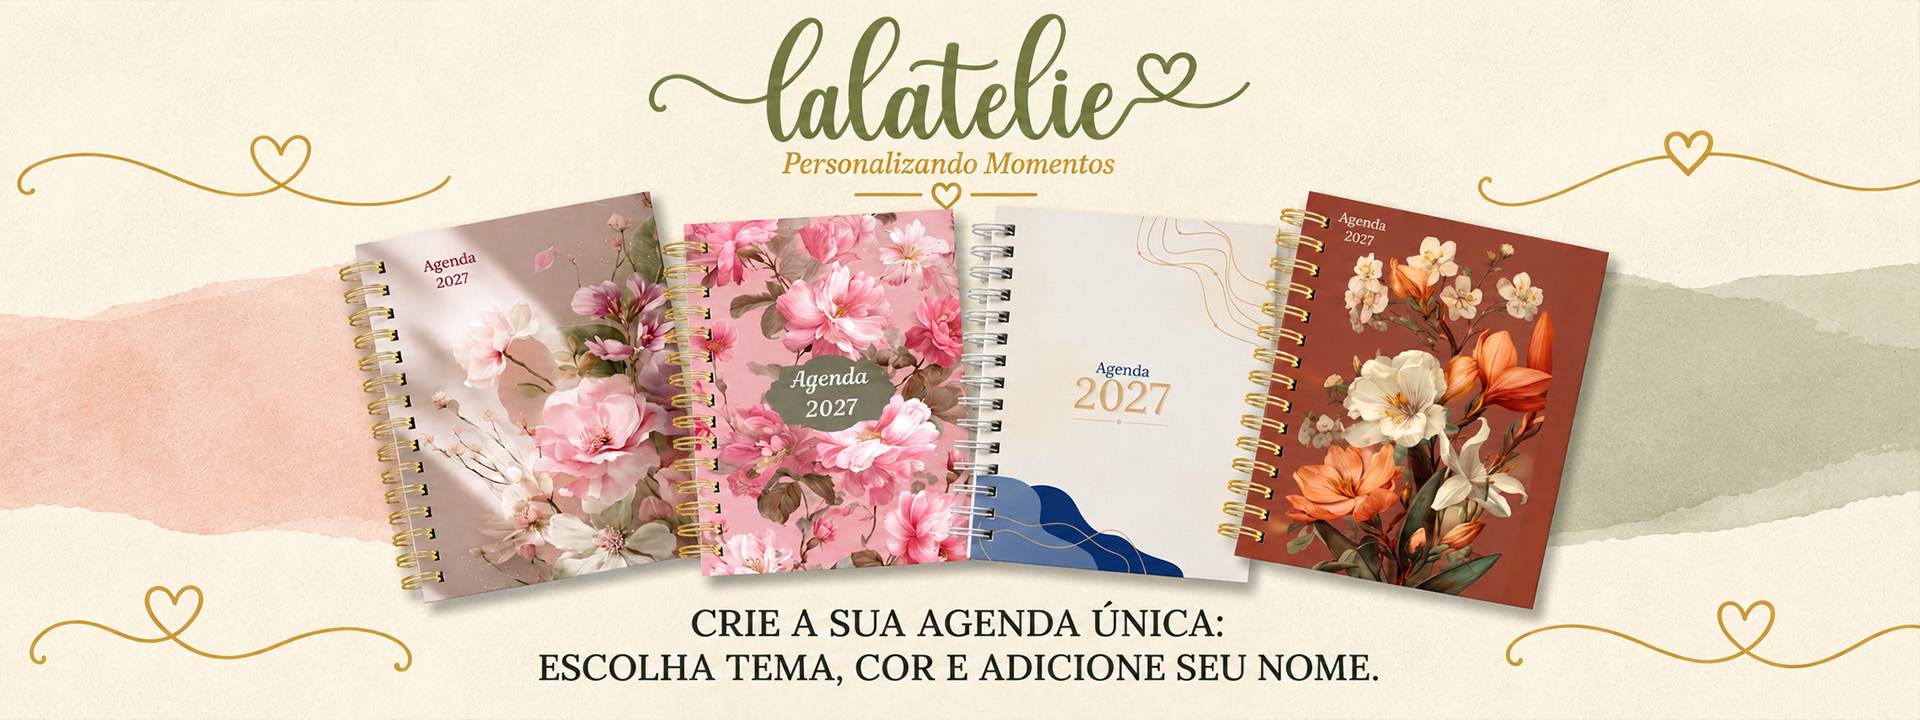 lalatelie
Personalizando Momentos
Agenda
2027
Agenda
2027
Agenda
2027
Agenda
2027
CRIE A SUA AGENDA ÚNICA:
ESCOLHA TEMA, COR E ADICIONE SEU NOME.